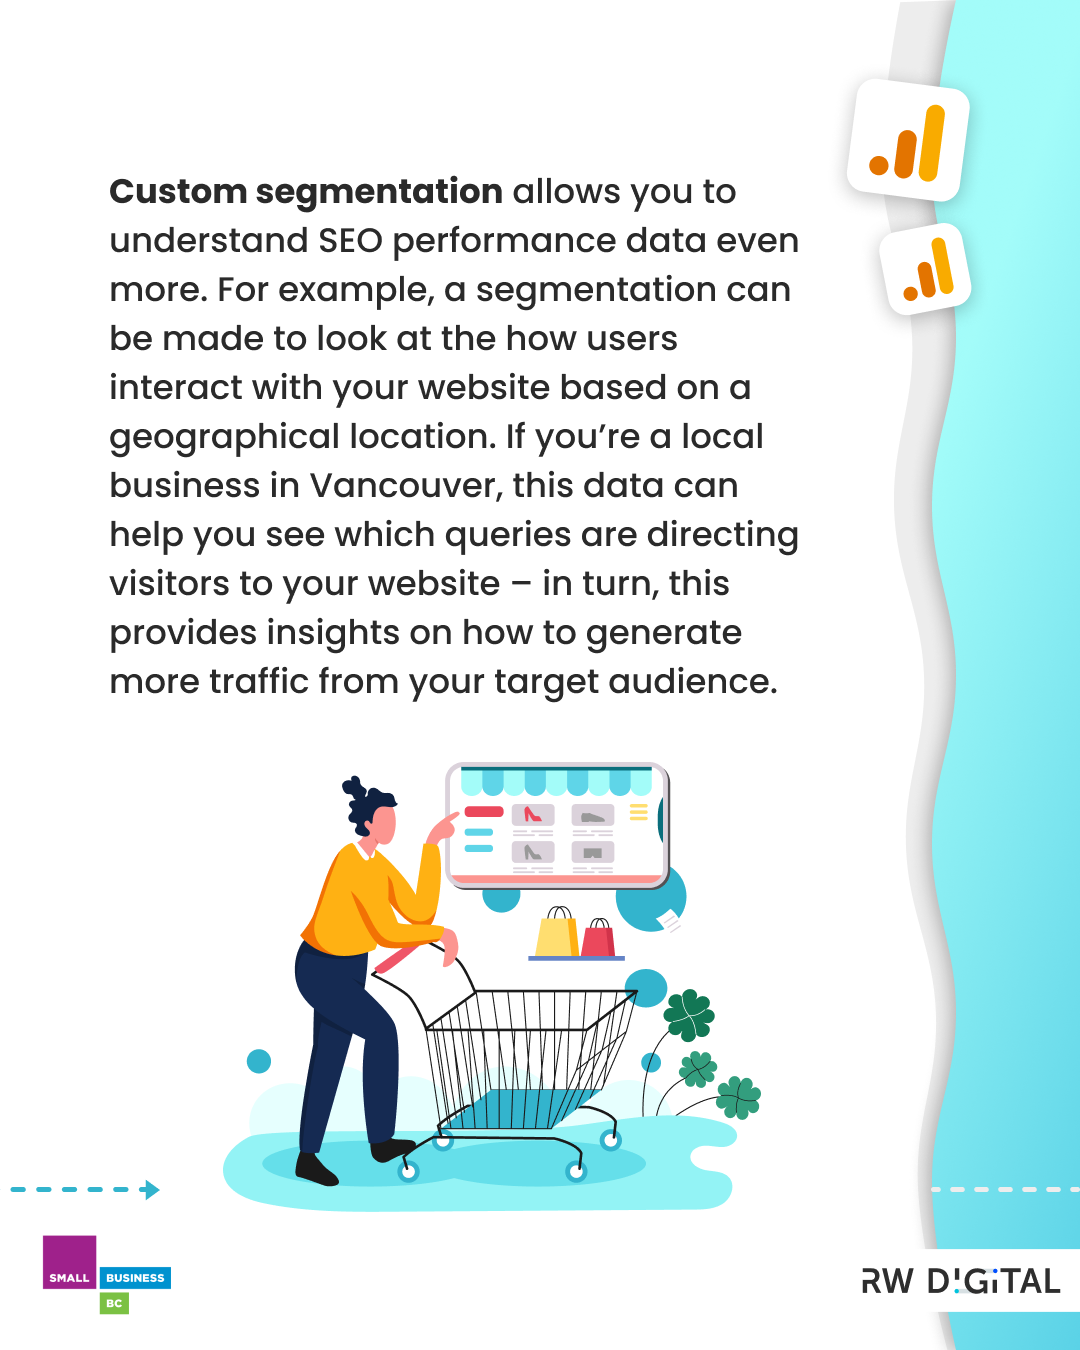 Custom segmentation allows you to
understand SEO performance data even
more. For example, a segmentation can
be made to look at the how users
interact with your website based on a
geographical location. If you’re a local
business in Vancouver, this data can
help you see which queries are directing
visitors to your website – in turn, this
provides insights on how to generate
more traffic from your target audience.
SMALL
BUSINESS
BC
RW DIGITAL